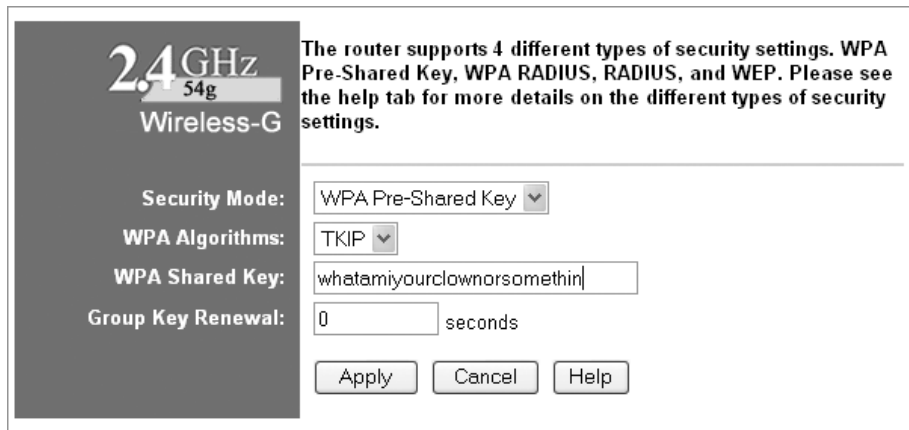 2.4GHz
54g
Wireless-G
The router supports 4 different types of security settings. WPA
Pre-Shared Key, WPA RADIUS, RADIUS, and WEP. Please see
the help tab for more details on the different types of security
settings.
Security Mode: WPA Pre-Shared Key
WPA Algorithms: TKIP
WPA Shared Key: whatamiyourclownorsomethin
Group Key Renewal: 0 seconds
Apply Cancel Help